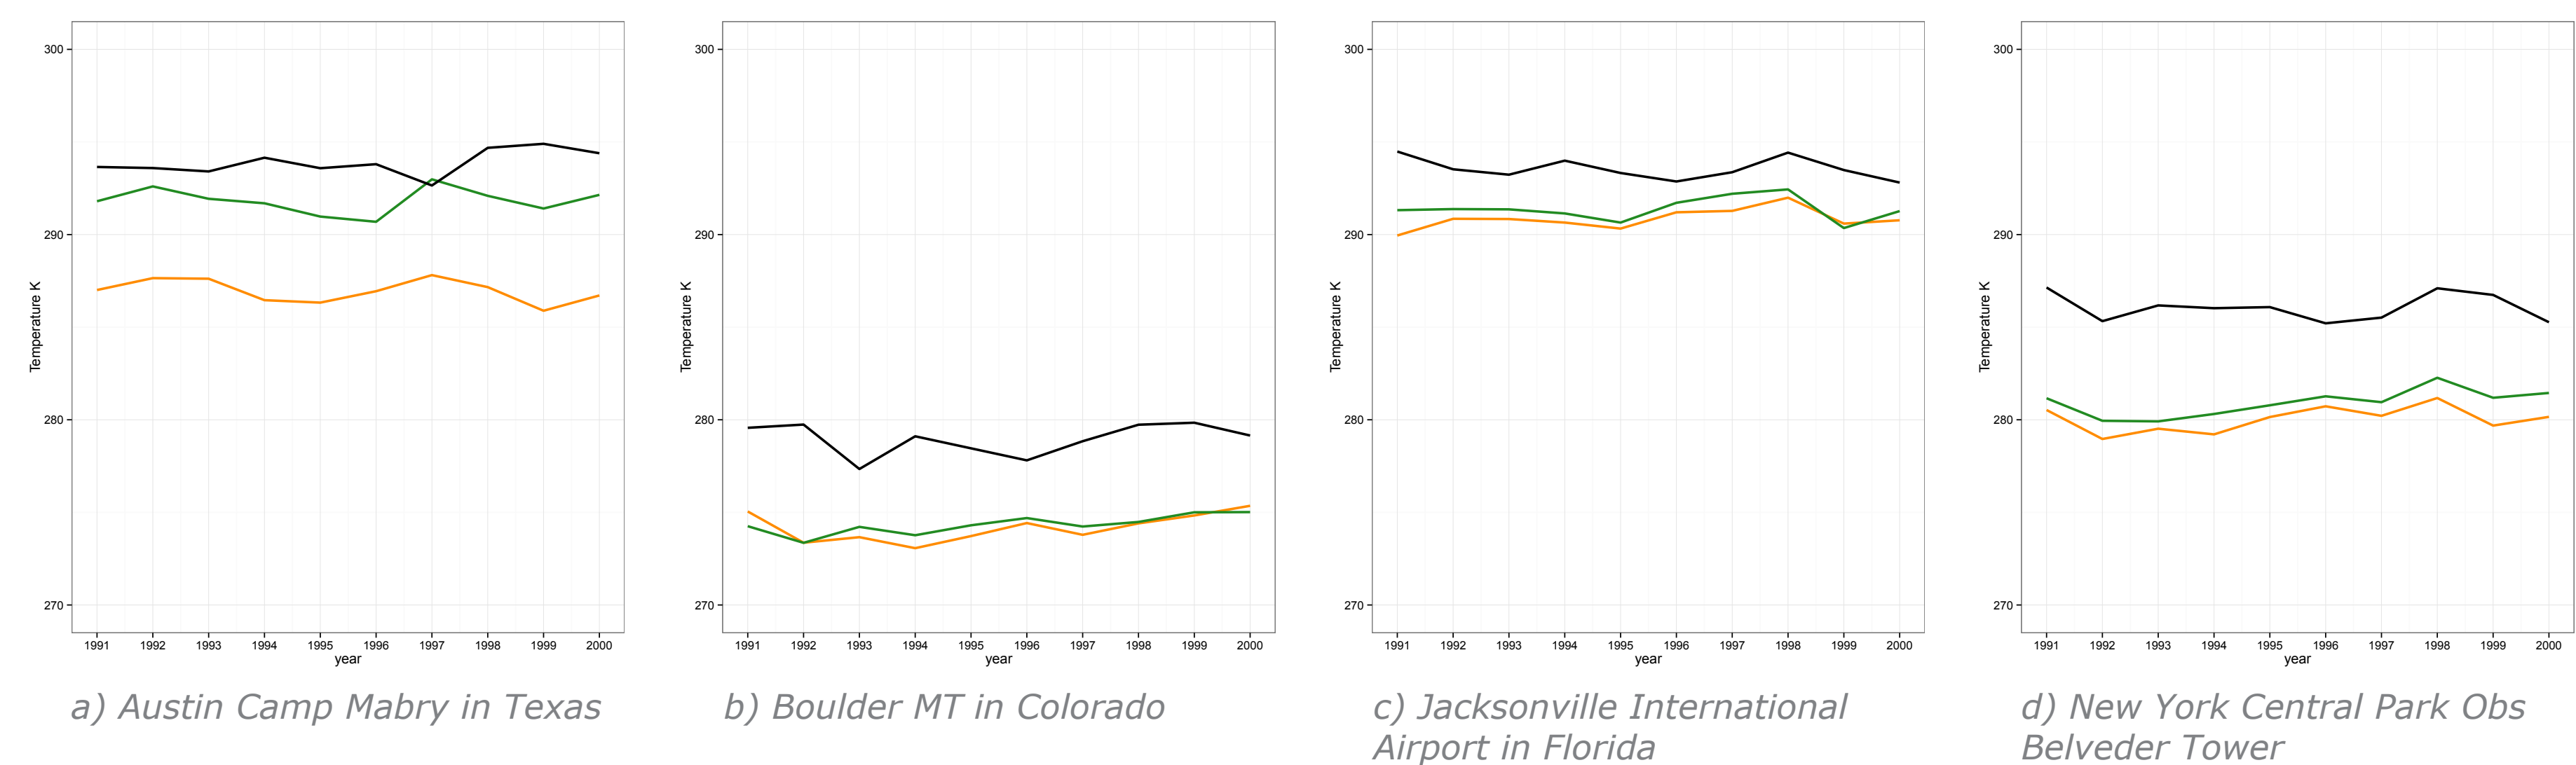 300
290
280
270
Temperature K
1991 1992 1993 1994 1995 1996 1997 1998 1999 2000
year
a) Austin Camp Mabry in Texas
300
290
280
270
Temperature K
1991 1992 1993 1994 1995 1996 1997 1998 1999 2000
year
b) Boulder MT in Colorado
300
290
280
270
Temperature K
1991 1992 1993 1994 1995 1996 1997 1998 1999 2000
year
c) Jacksonville International
Airport in Florida
300
290
280
270
Temperature K
1991 1992 1993 1994 1995 1996 1997 1998 1999 2000
year
d) New York Central Park Obs
Belveder Tower